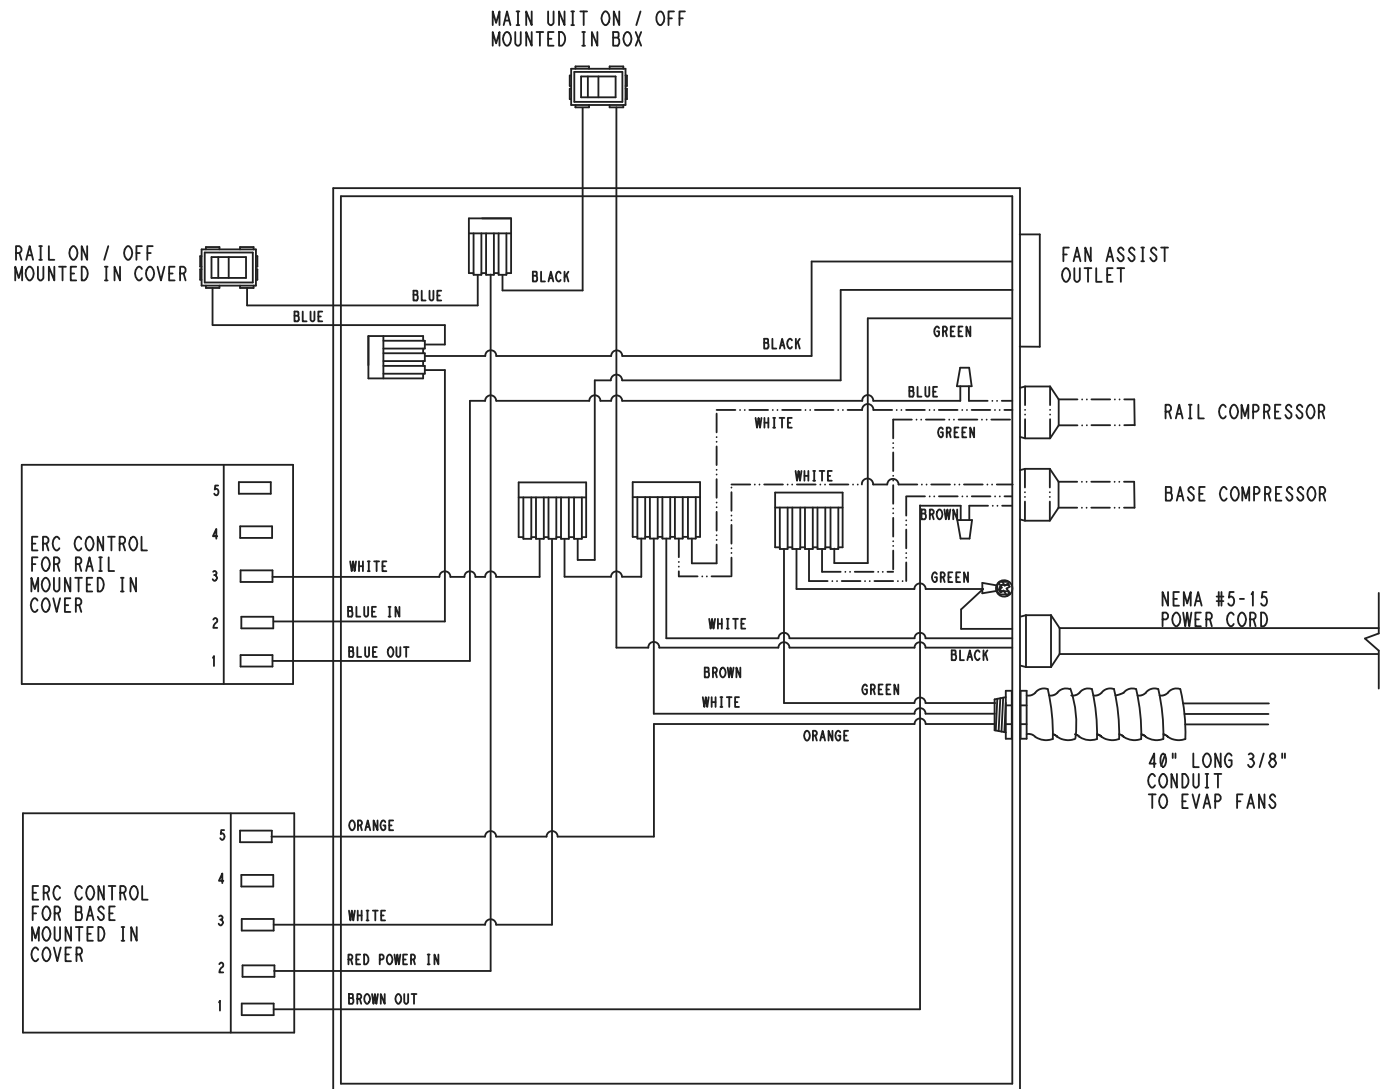 MAIN UNIT ON / OFF
MOUNTED IN BOX
RAIL ON / OFF
MOUNTED IN COVER
FAN ASSIST
OUTLET
BLACK
BLUE
BLUE
GREEN
BLACK
BLUE
WHITE
GREEN
RAIL COMPRESSOR
WHITE
BASE COMPRESSOR
BROWN
ERC CONTROL
FOR RAIL
MOUNTED IN
COVER
5
4
3
2
1
WHITE
BLUE IN
BLUE OUT
GREEN
NEMA #5-15
POWER CORD
WHITE
BLACK
BROWN
GREEN
WHITE
ORANGE
40" LONG 3/8"
CONDUIT
TO EVAP FANS
ERC CONTROL
FOR BASE
MOUNTED IN
COVER
5
4
3
2
1
ORANGE
WHITE
RED POWER IN
BROWN OUT